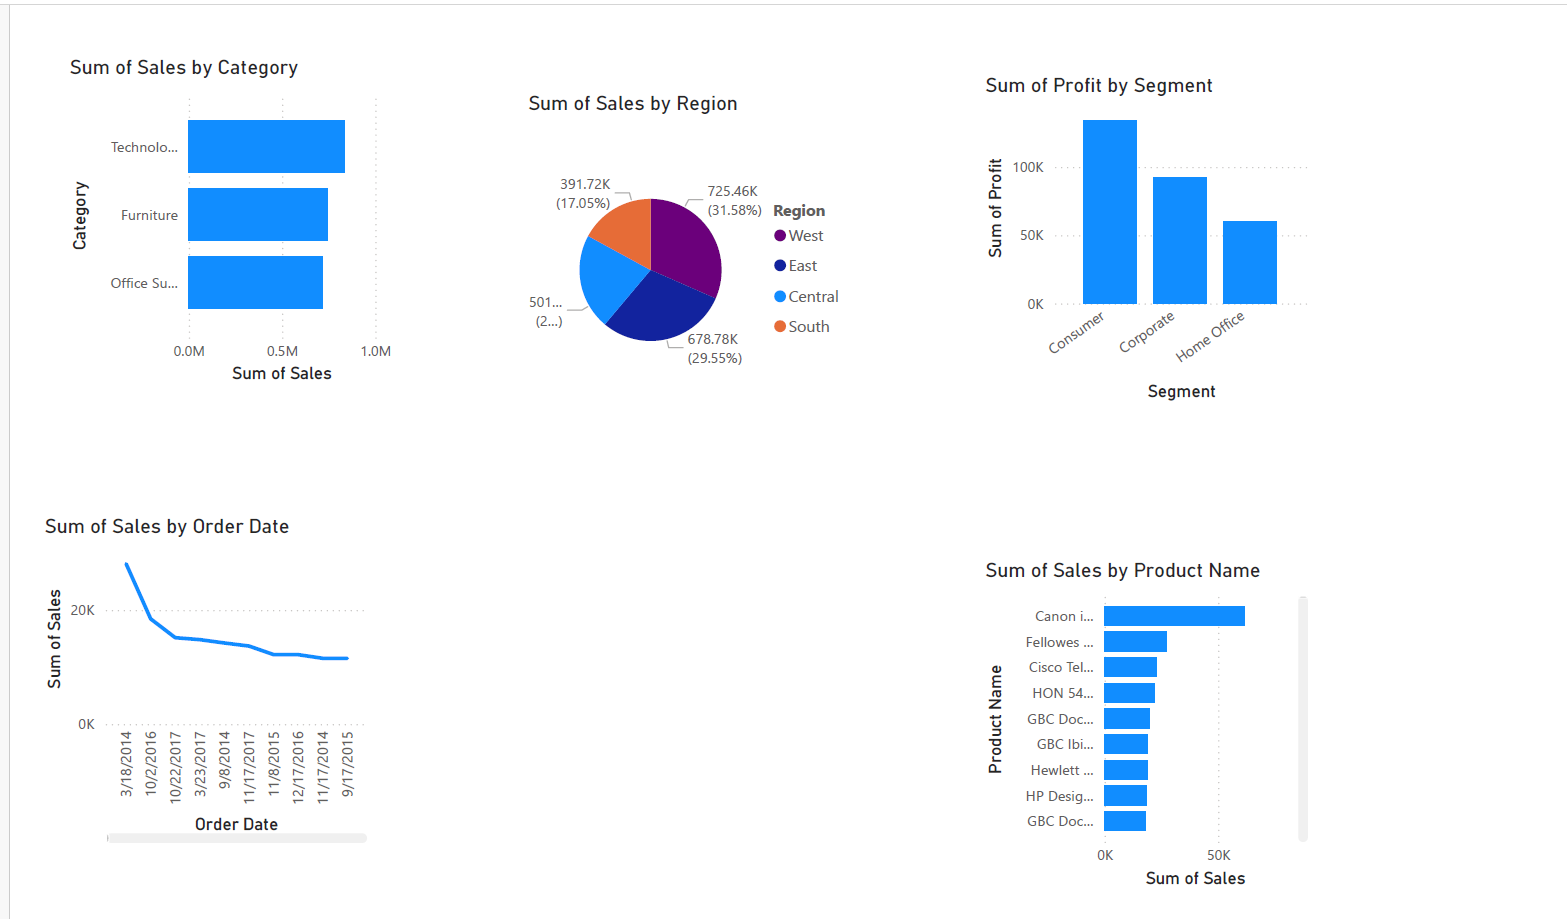 Sum of Sales by Category
Category
Technolo...
Furniture
Office Su...
0.0M 0.5M 1.0M
Sum of Sales
Sum of Sales by Region
391.72K
(17.05%)
725.46K
(31.58%)
501...
(2...)
678.78K
(29.55%)
Region
West
East
Central
South
Sum of Profit by Segment
Sum of Profit
100K
50K
0K
Consumer
Corporate
Home Office
Segment
Sum of Sales by Order Date
Sum of Sales
20K
0K
3/18/2014
10/2/2016
10/22/2017
3/23/2017
9/8/2014
11/17/2017
11/8/2015
12/17/2016
11/17/2014
9/17/2015
Order Date
Sum of Sales by Product Name
Product Name
Canon i...
Fellowes ...
Cisco Tel...
HON 54...
GBC Doc...
GBC Ibi...
Hewlett ...
HP Desig...
GBC Doc...
0K 50K
Sum of Sales